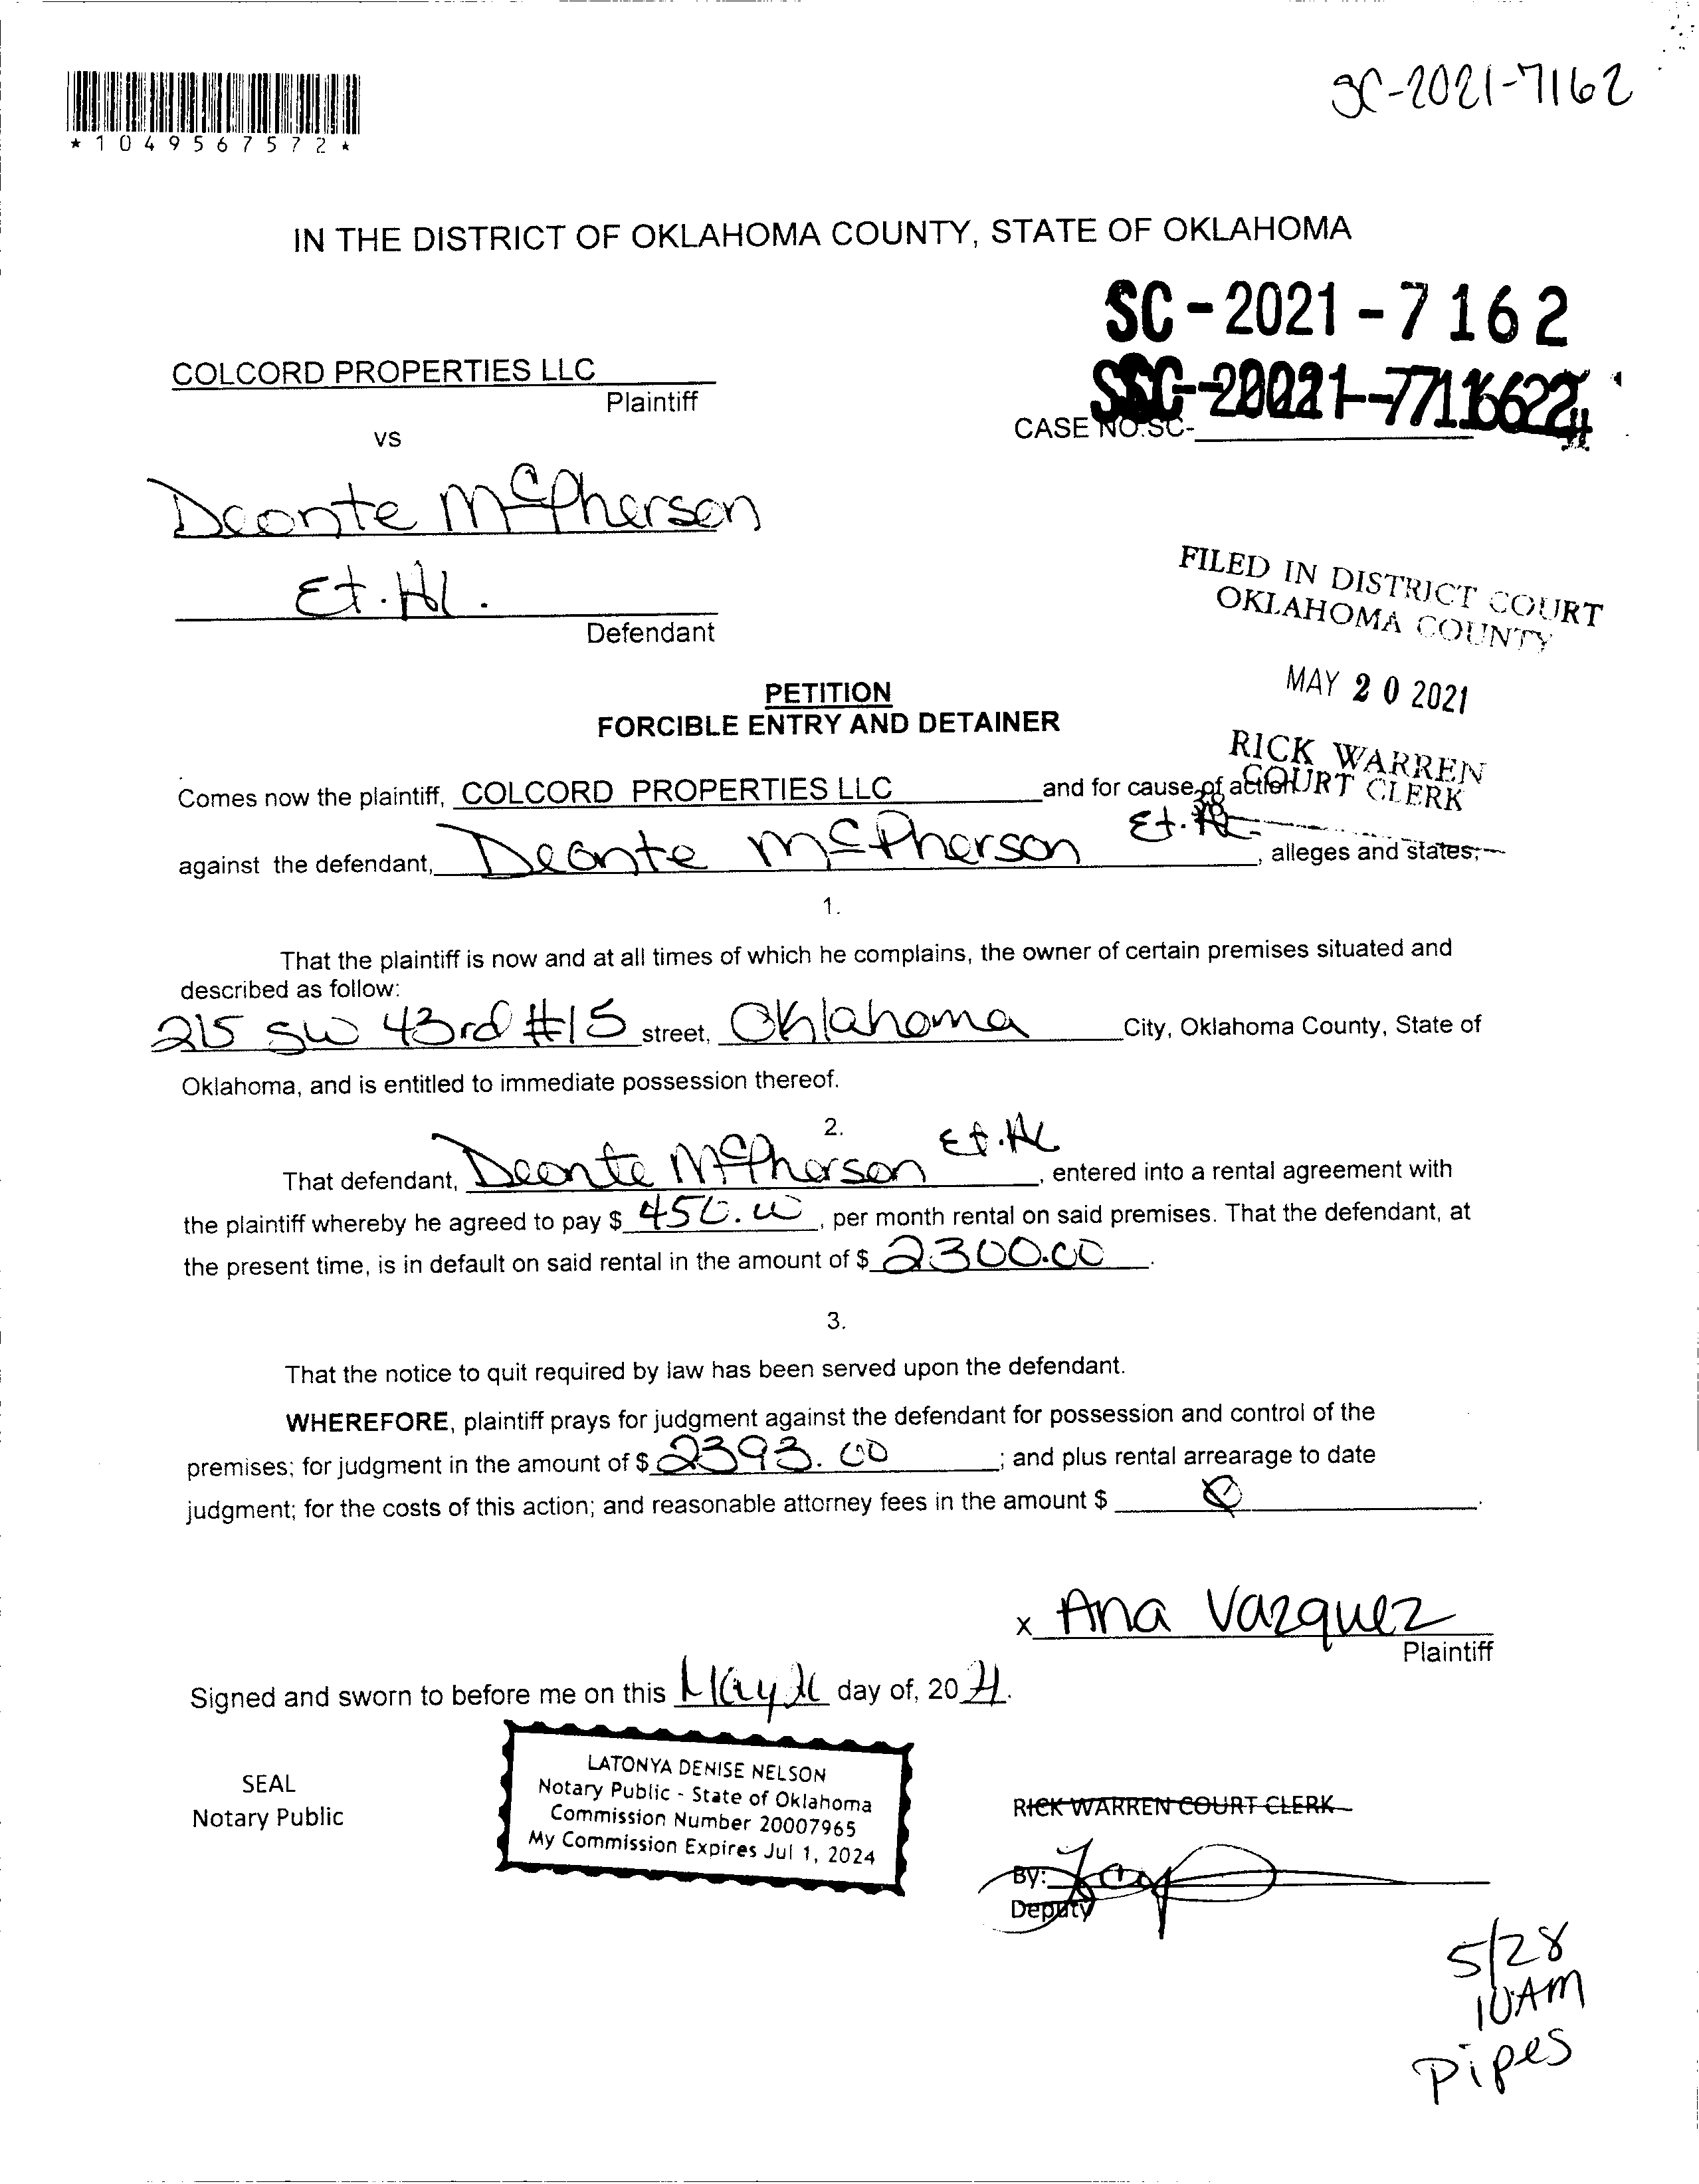 SC-2021-7162
*1049567572*
IN THE DISTRICT OF OKLAHOMA COUNTY, STATE OF OKLAHOMA
SC-2021-7162
COLCORD PROPERTIES LLC
Plaintiff
vs
CASE NO.SC-
Deonte McPherson
Et. Al.
Defendant
FILED IN DISTRICT COURT
OKLAHOMA COUNTY
MAY 20 2021
RICK WARREN
COURT CLERK
PETITION
FORCIBLE ENTRY AND DETAINER
Comes now the plaintiff, COLCORD PROPERTIES LLC and for cause of action
against the defendant, Deonte McPherson Et. Al , alleges and states;
1.
That the plaintiff is now and at all times of which he complains, the owner of certain premises situated and
described as follow:
215 SW 43rd #15 street, Oklahoma City, Oklahoma County, State of
Oklahoma, and is entitled to immediate possession thereof.
2.
That defendant, Deonte McPherson Et. Al , entered into a rental agreement with
the plaintiff whereby he agreed to pay $ 450.00 , per month rental on said premises. That the defendant, at
the present time, is in default on said rental in the amount of $ 2300.00 .
3.
That the notice to quit required by law has been served upon the defendant.
WHEREFORE, plaintiff prays for judgment against the defendant for possession and control of the
premises; for judgment in the amount of $ 2393.00 ; and plus rental arrearage to date
judgment; for the costs of this action; and reasonable attorney fees in the amount $ .
x Ana Vazquez
Plaintiff
Signed and sworn to before me on this May day of, 20 21.
SEAL
Notary Public
LATONYA DENISE NELSON
Notary Public - State of Oklahoma
Commission Number 20007965
My Commission Expires Jul 1, 2024
RICK WARREN COURT CLERK
By:
Deputy
5/28
10AM
Pipes